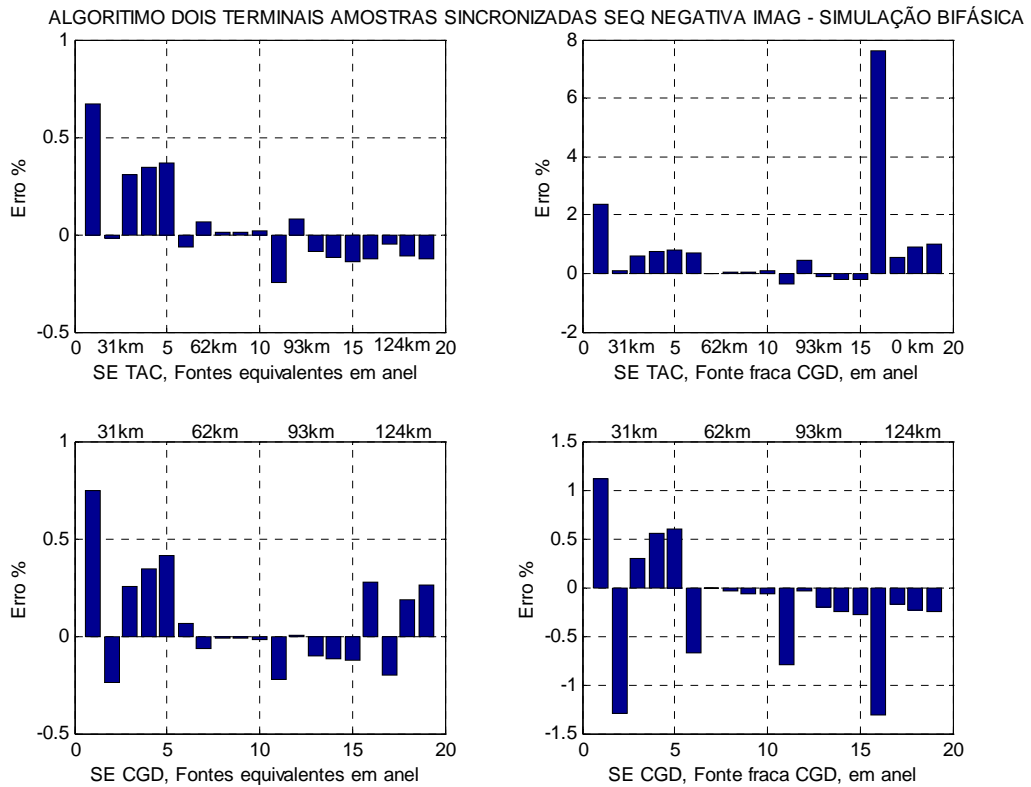 ALGORITIMO DOIS TERMINAIS AMOSTRAS SINCRONIZADAS SEQ NEGATIVA IMAG - SIMULAÇÃO BIFÁSICA
1
0.5
0
-0.5
Erro %
0 31km 5 62km 10 93km 15 124km 20
SE TAC, Fontes equivalentes em anel
8
6
4
2
0
-2
Erro %
0 31km 5 62km 10 93km 15 0 km 20
SE TAC, Fonte fraca CGD, em anel
31km 62km 93km 124km
1
0.5
0
-0.5
Erro %
0 5 10 15 20
SE CGD, Fontes equivalentes em anel
31km 62km 93km 124km
1.5
1
0.5
0
-0.5
-1
-1.5
Erro %
0 5 10 15 20
SE CGD, Fonte fraca CGD, em anel